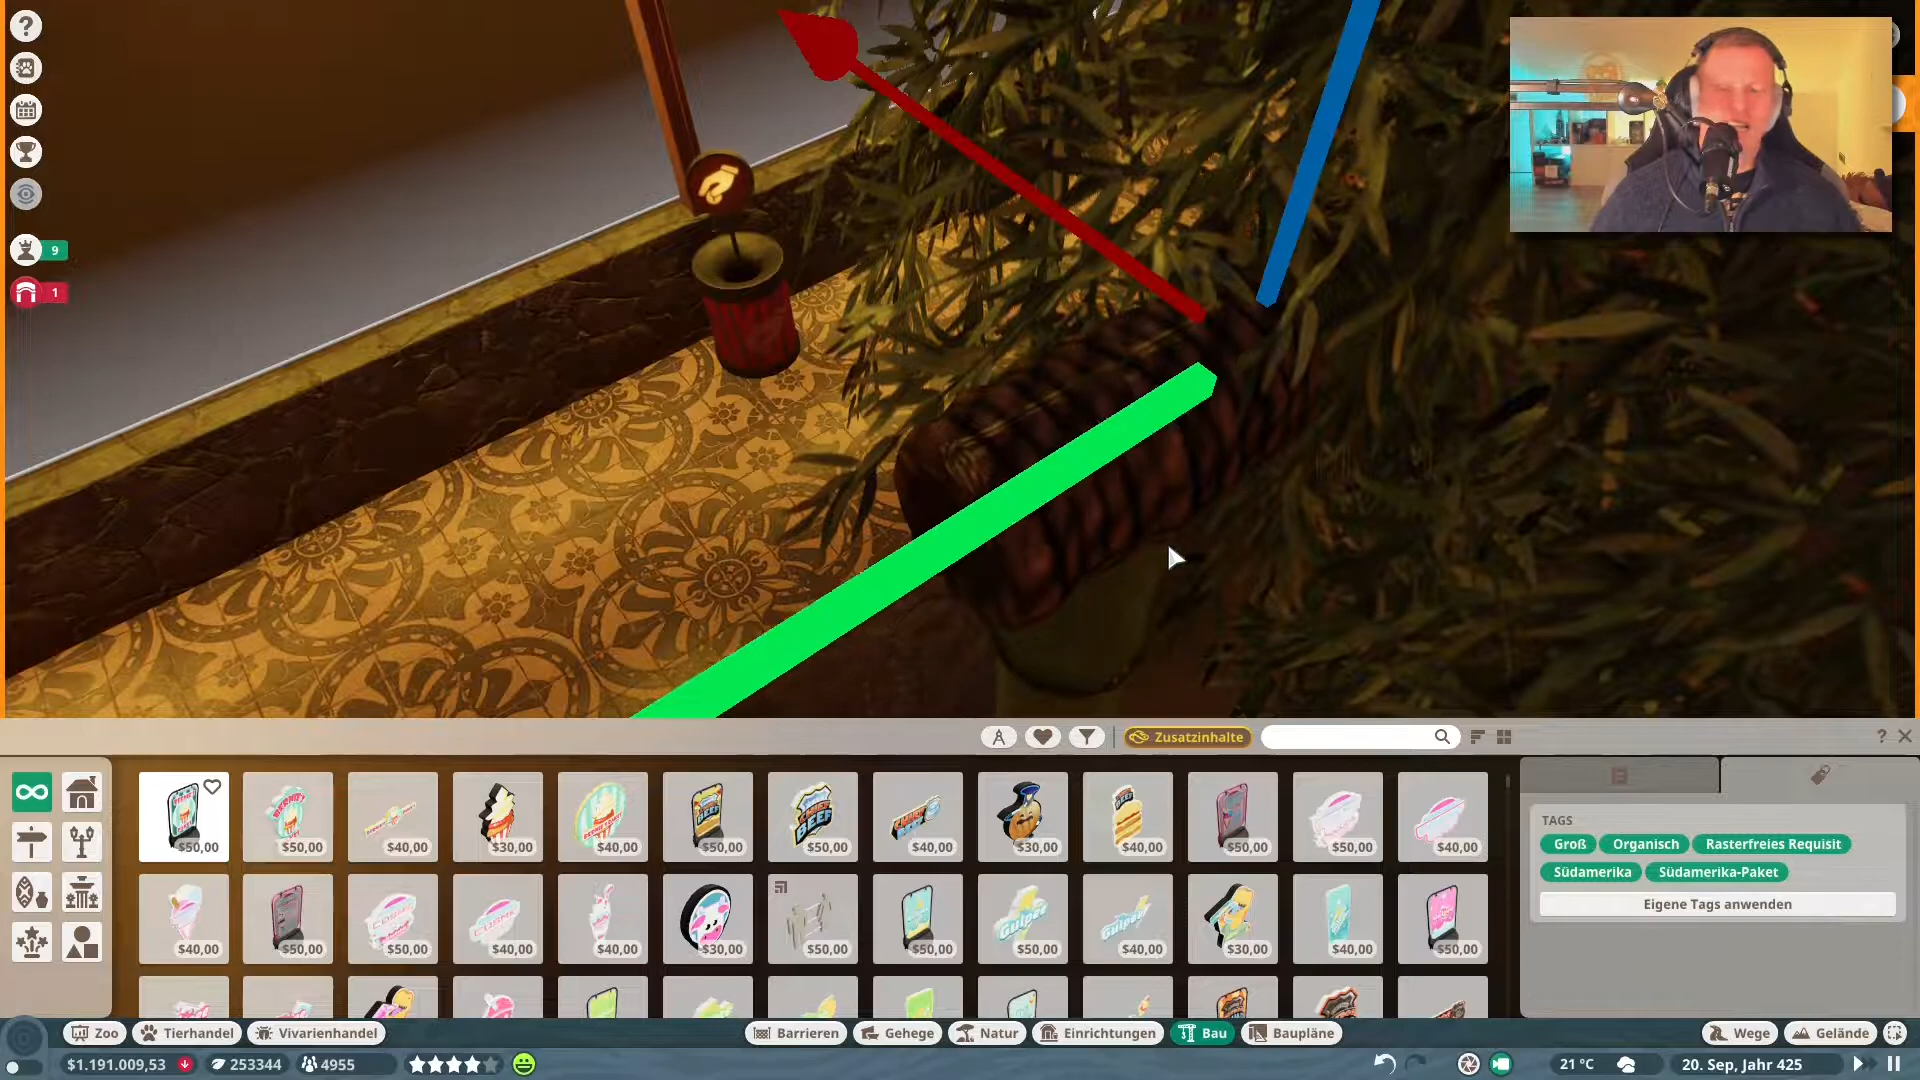 ?
9
1
Zusatzinhalte
?
$50,00 $50,00 $40,00 $30,00 $40,00 $50,00 $50,00 $40,00 $30,00 $40,00 $50,00 $50,00 $40,00
$40,00 $50,00 $50,00 $40,00 $40,00 $30,00 $50,00 $50,00 $50,00 $40,00 $30,00 $40,00 $50,00
TAGS
Groß Organisch Rasterfreies Requisit
Südamerika Südamerika-Paket
Eigene Tags anwenden
Zoo Tierhandel Vivarienhandel Barrieren Gehege Natur Einrichtungen Bau Baupläne Wege Gelände
$1.191.009,53 253344 4955 21 °C 20. Sep, Jahr 425